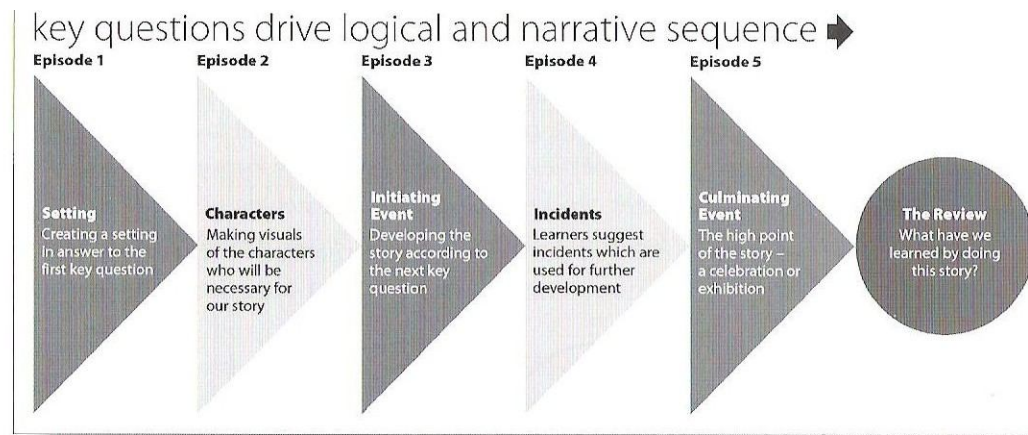 key questions drive logical and narrative sequence
Episode 1
Episode 2
Episode 3
Episode 4
Episode 5
Setting
Creating a setting
in answer to the
first key question
Characters
Making visuals
of the characters
who will be
necessary for
our story
Initiating
Event
Developing the
story according to
the next key
question
Incidents
Learners suggest
incidents which are
used for further
development
Culminating
Event
The high point
of the story –
a celebration or
exhibition
The Review
What have we
learned by doing
this story?